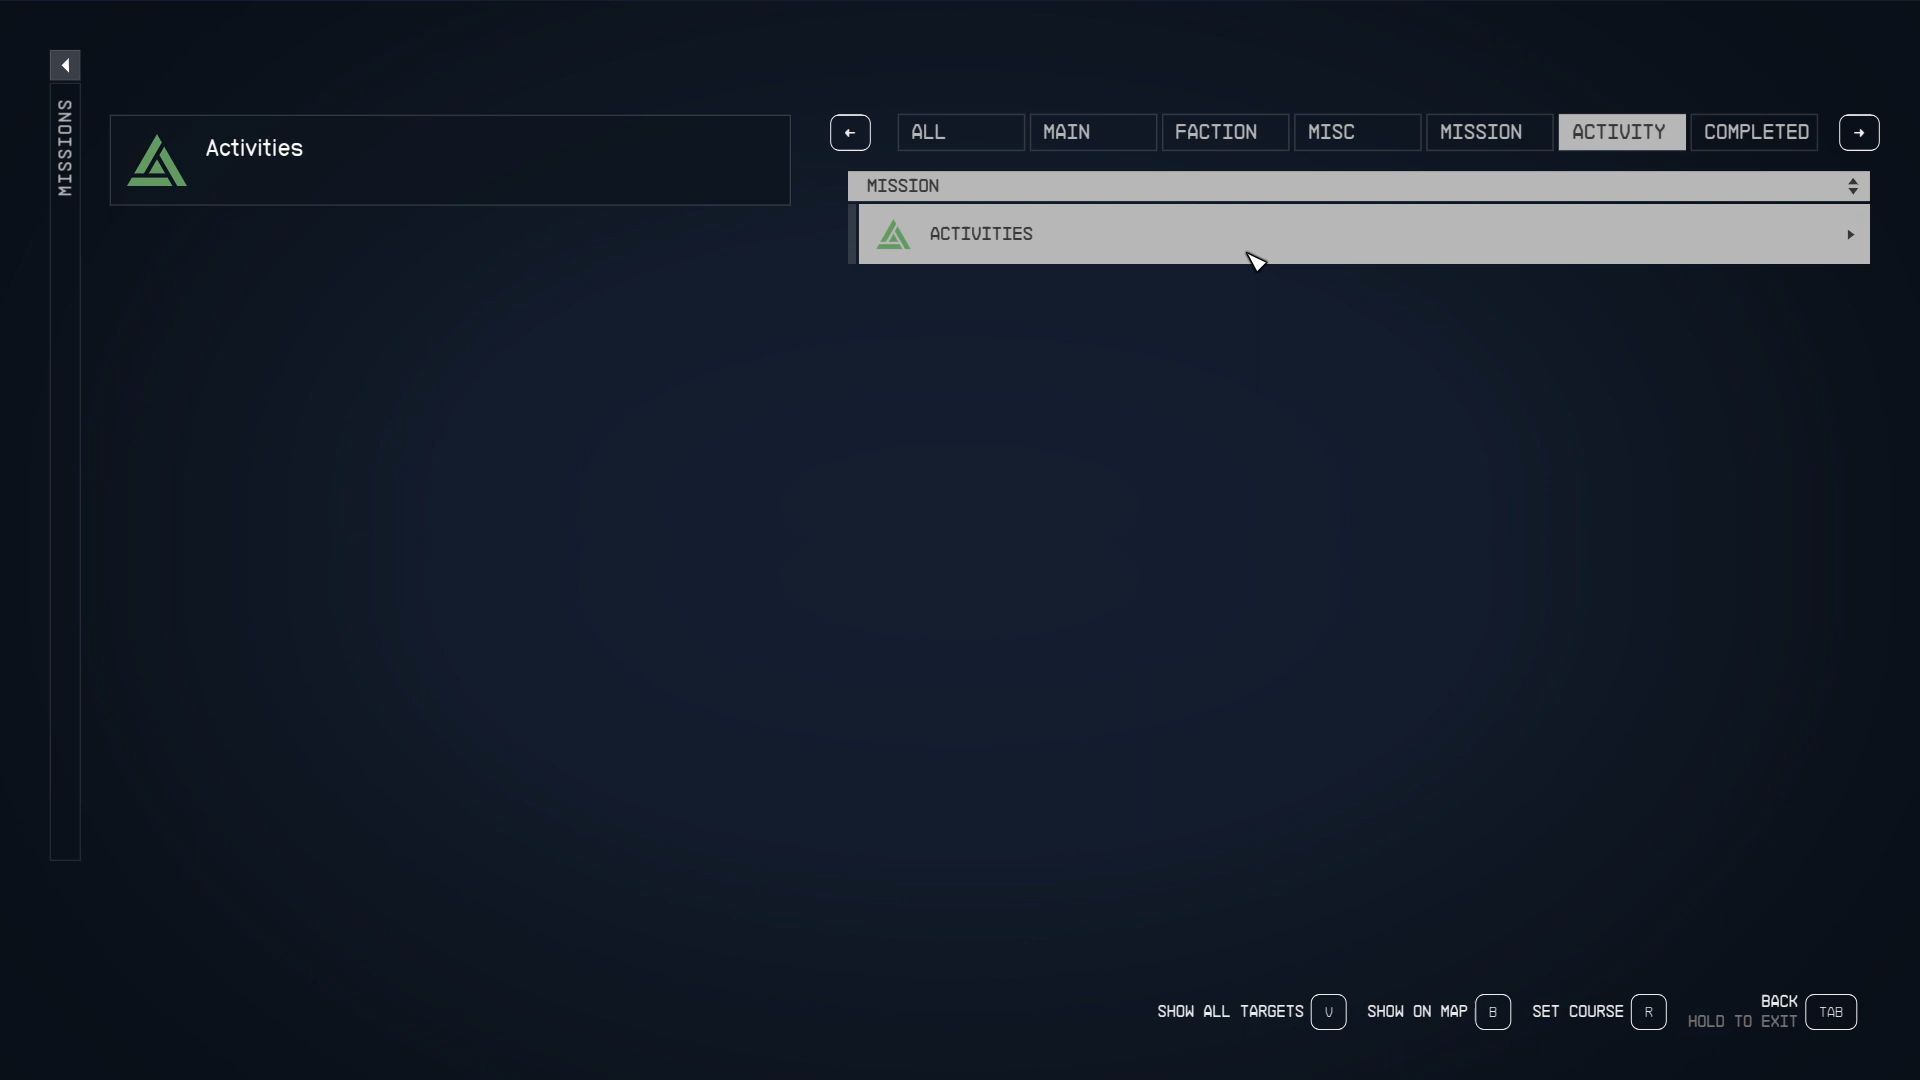 MISSIONS
Activities
ALL
MAIN
FACTION
MISC
MISSION
ACTIVITY
COMPLETED
MISSION
ACTIVITIES
SHOW ALL TARGETS V
SHOW ON MAP B
SET COURSE R
BACK
HOLD TO EXIT
TAB